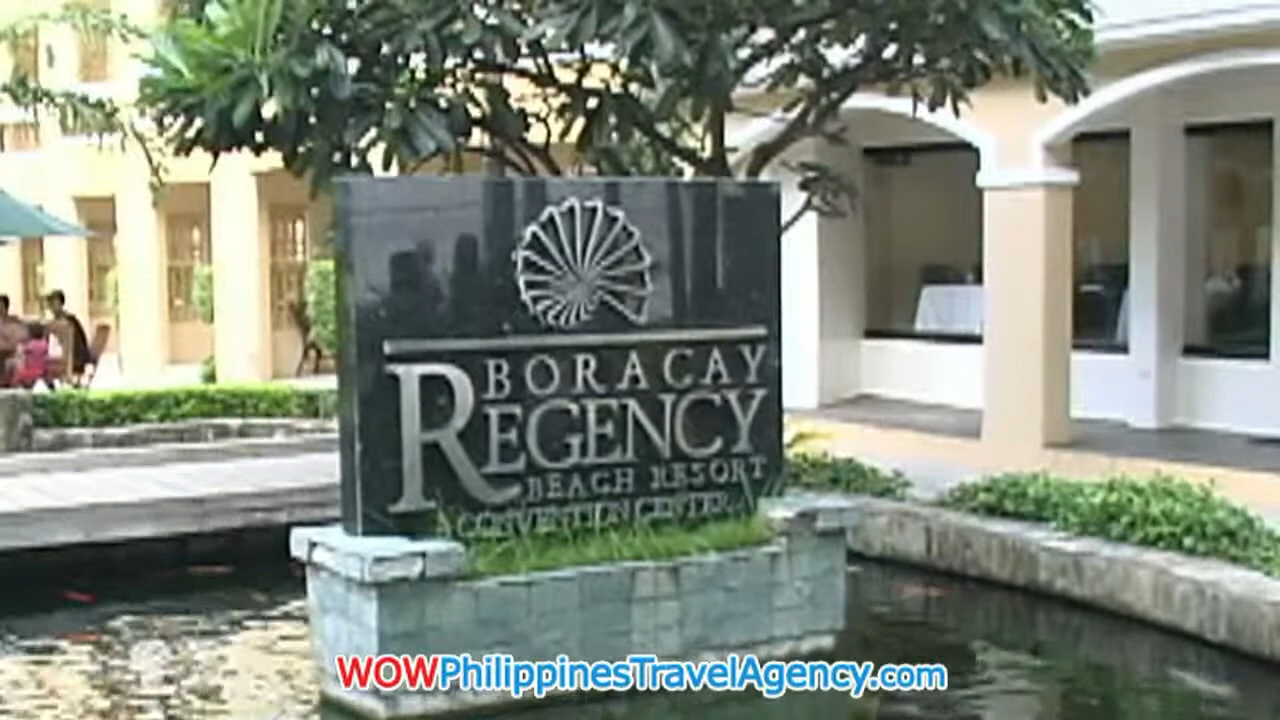 BORACAY
REGENCY
BEACH RESORT
CONVENTION CENTER
WOWPhilippinesTravelAgency.com